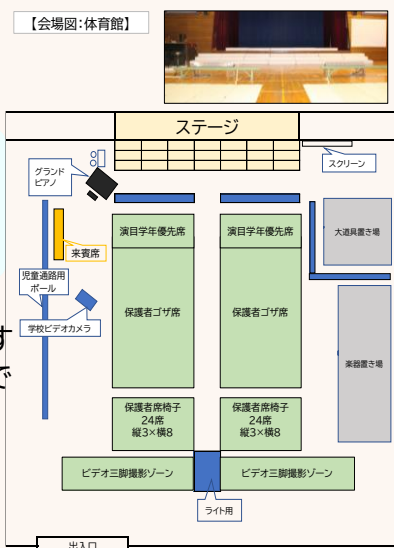 【会場図:体育館】
ステージ
スクリーン
グランド
ピアノ
演目学年優先席
演目学年優先席
大道具置き場
来賓席
児童通路用
ポール
学校ビデオカメラ
保護者ゴザ席
保護者ゴザ席
す
で
楽器置き場
保護者席椅子
24席
縦3×横8
保護者席椅子
24席
縦3×横8
ビデオ三脚撮影ゾーン
ビデオ三脚撮影ゾーン
ライト用
出入口